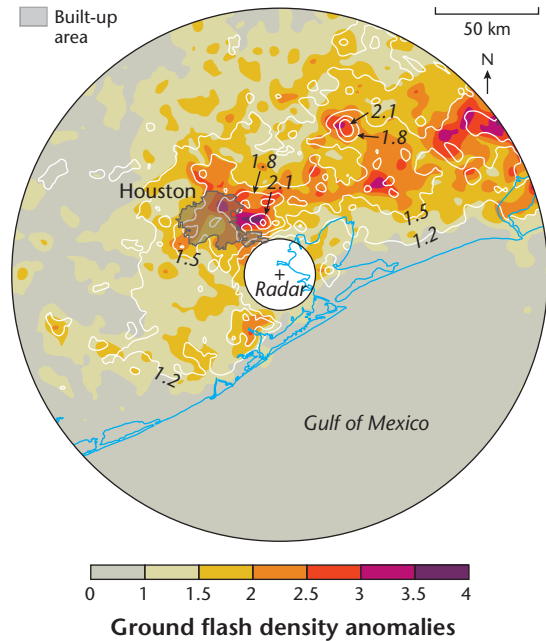 Built-up
area
50 km
N
2.1
1.8
1.8
Houston
2.1
1.5
1.2
1.5
+
Radar
1.2
Gulf of Mexico
0 1 1.5 2 2.5 3 3.5 4
Ground flash density anomalies